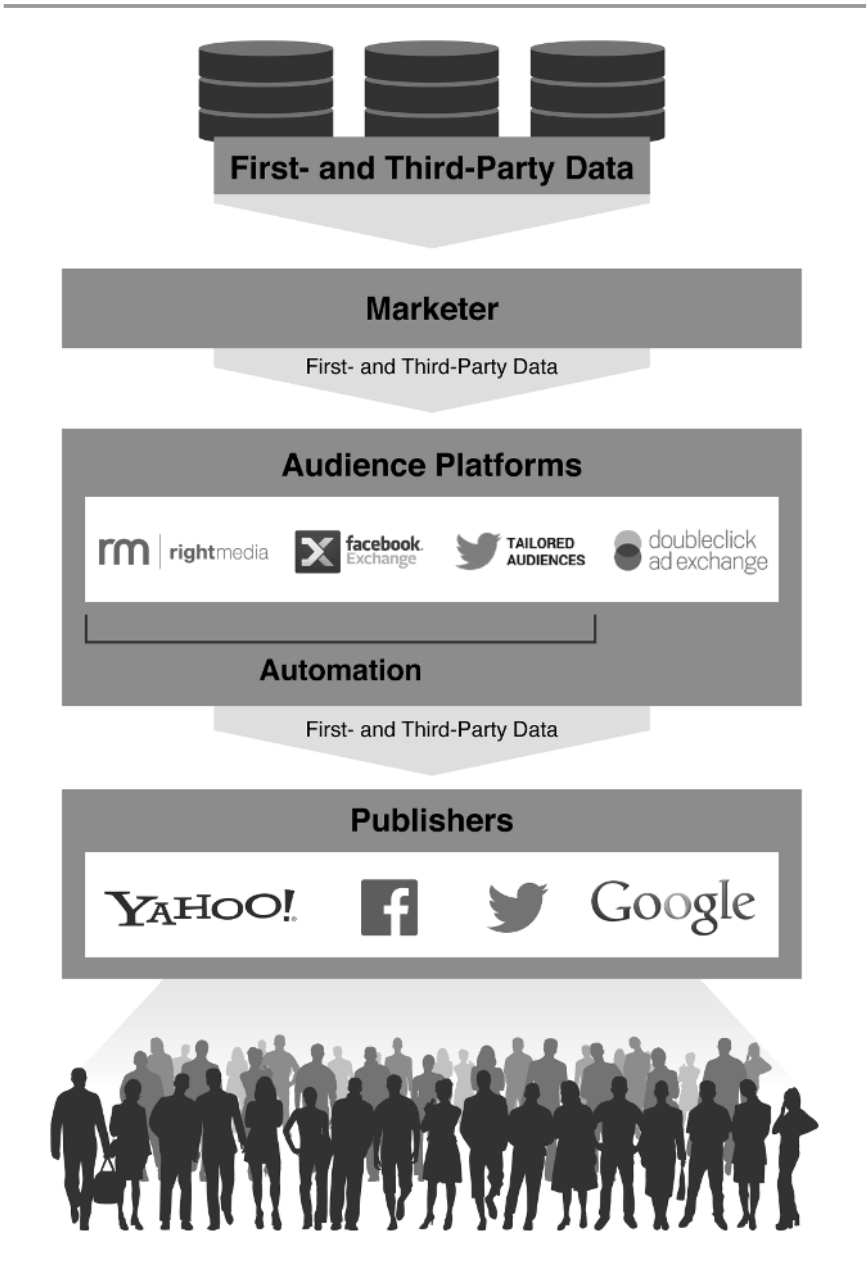 First- and Third-Party Data
Marketer
First- and Third-Party Data
Audience Platforms
rm rightmedia
facebook.
Exchange
TAILORED
AUDIENCES
doubleclick
ad exchange
Automation
First- and Third-Party Data
Publishers
YAHOO!
f
Google